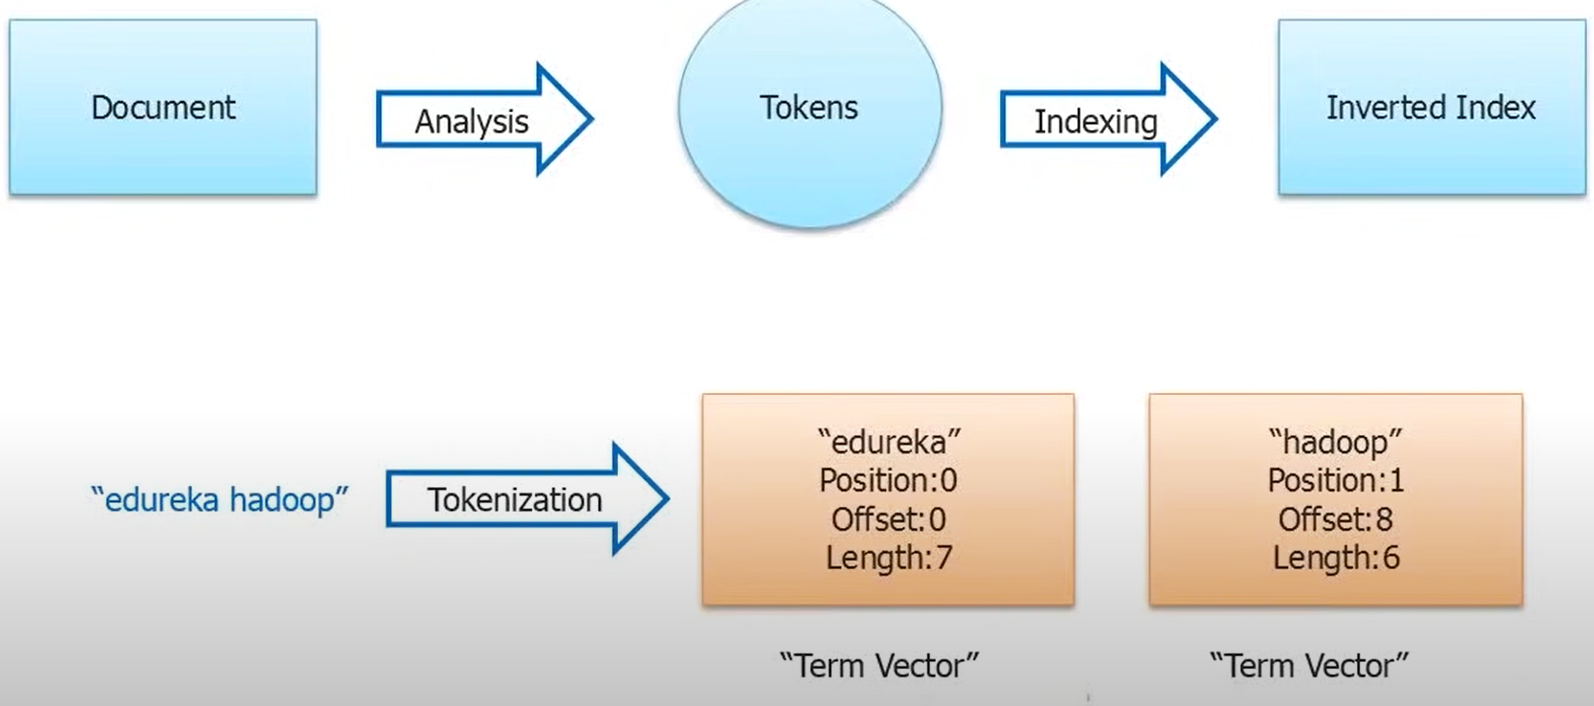 Document
Analysis
Tokens
Indexing
Inverted Index
“edureka hadoop”
Tokenization
“edureka”
Position:0
Offset:0
Length:7
“hadoop”
Position:1
Offset:8
Length:6
“Term Vector”
“Term Vector”